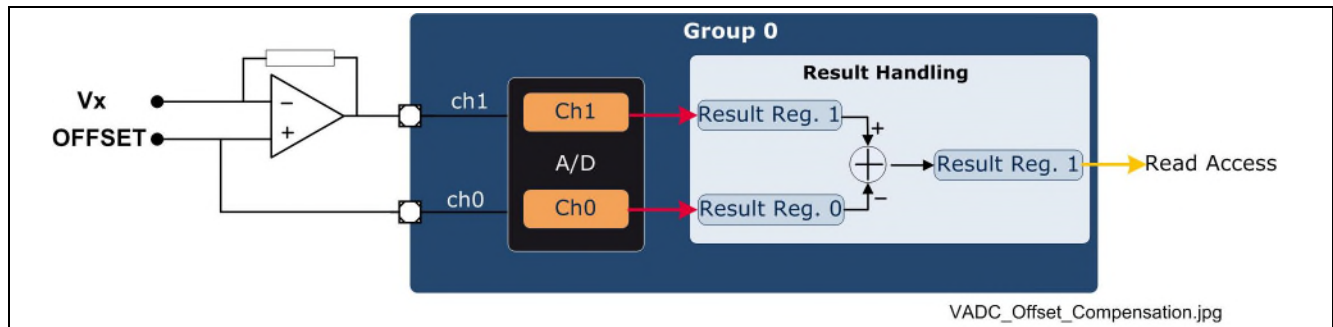 Group 0
Result Handling
Vx
OFFSET
−
+
ch1
Ch1
A/D
ch0
Ch0
Result Reg. 1
+
Result Reg. 0
−
Result Reg. 1
Read Access
VADC_Offset_Compensation.jpg